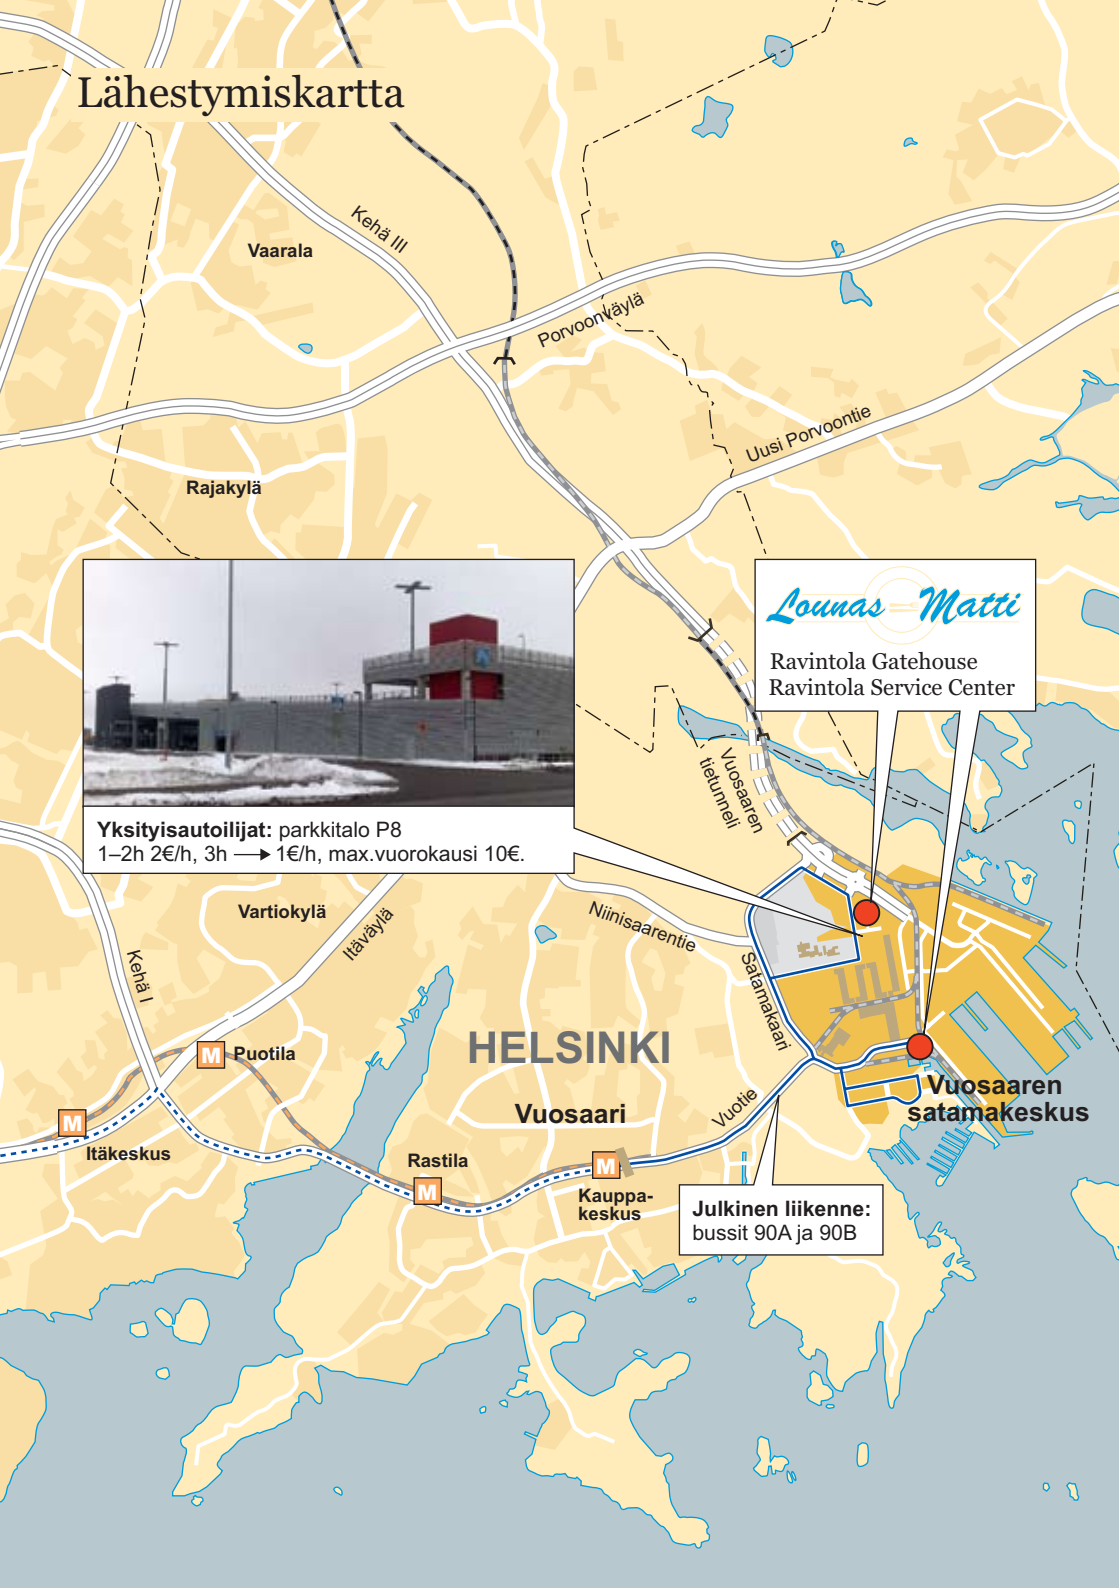 Lähestymiskartta
Kehä III
Vaarala
Porvoonväylä
Uusi Porvoontie
Rajakylä
Lounas Matti
Ravintola Gatehouse
Ravintola Service Center
Vuosaaren
tietunneli
Yksityisautoilijat: parkkitalo P8
1–2h 2€/h, 3h → 1€/h, max.vuorokausi 10€.
Vartiokylä
Itäväylä
Niinisaarentie
Kehä I
Satamakaari
HELSINKI
M Puotila
Vuosaari
Vuotie
Vuosaaren
satamakeskus
M
Itäkeskus
Rastila
M
M
Kauppa-
keskus
Julkinen liikenne:
bussit 90A ja 90B